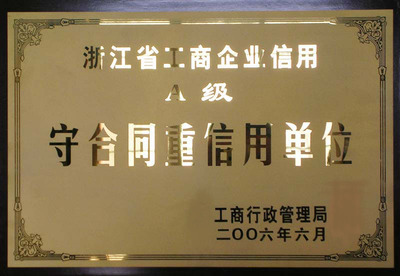 浙江省工商企业信用
A 级
守合同重信用单位
工商行政管理局
二〇〇六年六月